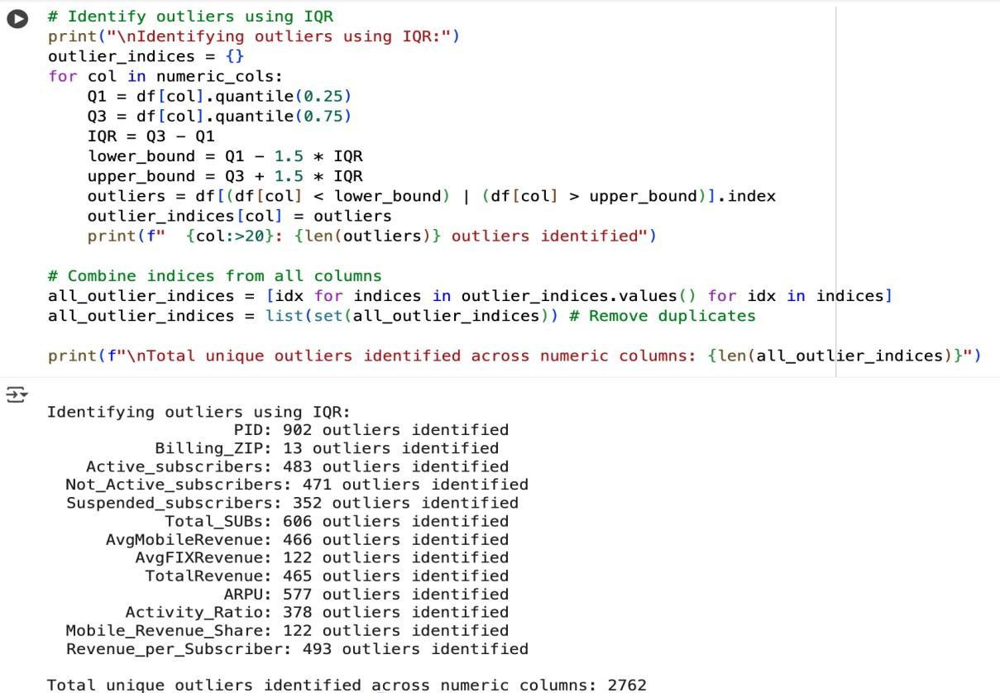 # Identify outliers using IQR
print("\nIdentifying outliers using IQR:")
outlier_indices = {}
for col in numeric_cols:
    Q1 = df[col].quantile(0.25)
    Q3 = df[col].quantile(0.75)
    IQR = Q3 - Q1
    lower_bound = Q1 - 1.5 * IQR
    upper_bound = Q3 + 1.5 * IQR
    outliers = df[(df[col] < lower_bound) | (df[col] > upper_bound)].index
    outlier_indices[col] = outliers
    print(f"  {col:>20}: {len(outliers)} outliers identified")

# Combine indices from all columns
all_outlier_indices = [idx for indices in outlier_indices.values() for idx in indices]
all_outlier_indices = list(set(all_outlier_indices)) # Remove duplicates

print(f"\nTotal unique outliers identified across numeric columns: {len(all_outlier_indices)}")

Identifying outliers using IQR:
                   PID: 902 outliers identified
           Billing_ZIP: 13 outliers identified
    Active_subscribers: 483 outliers identified
  Not_Active_subscribers: 471 outliers identified
  Suspended_subscribers: 352 outliers identified
            Total_SUBs: 606 outliers identified
      AvgMobileRevenue: 466 outliers identified
         AvgFIXRevenue: 122 outliers identified
          TotalRevenue: 465 outliers identified
                  ARPU: 577 outliers identified
        Activity_Ratio: 378 outliers identified
  Mobile_Revenue_Share: 122 outliers identified
  Revenue_per_Subscriber: 493 outliers identified

Total unique outliers identified across numeric columns: 2762